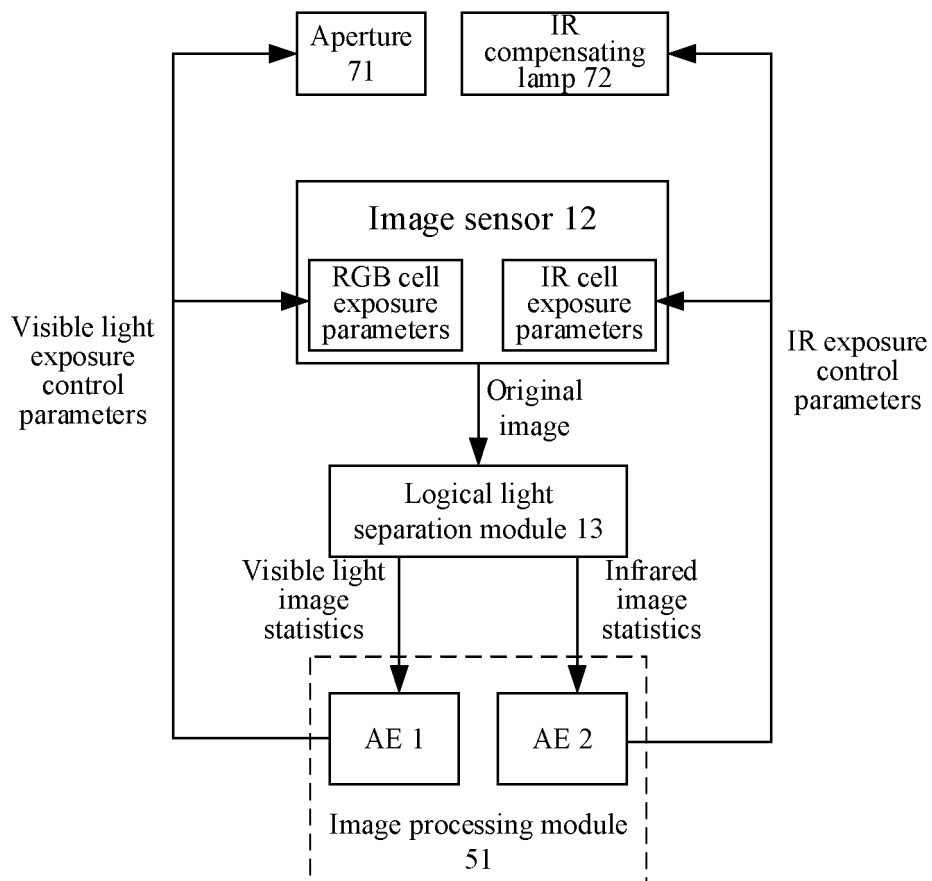 Aperture
71
IR
compensating
lamp 72
Image sensor 12
RGB cell
exposure
parameters
IR cell
exposure
parameters
Visible light
exposure
control
parameters
IR exposure
control
parameters
Original
image
Logical light
separation module 13
Visible light
image
statistics
Infrared
image
statistics
AE 1
AE 2
Image processing module
51